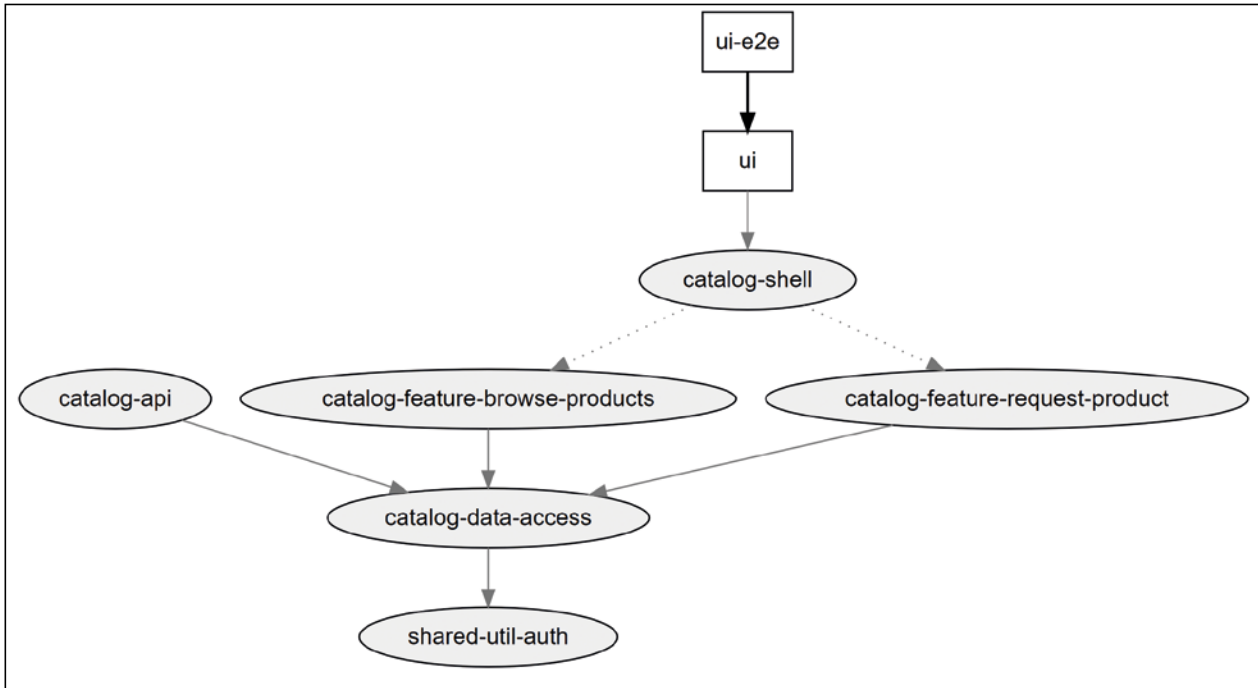 ui-e2e
ui
catalog-shell
catalog-api
catalog-feature-browse-products
catalog-feature-request-product
catalog-data-access
shared-util-auth